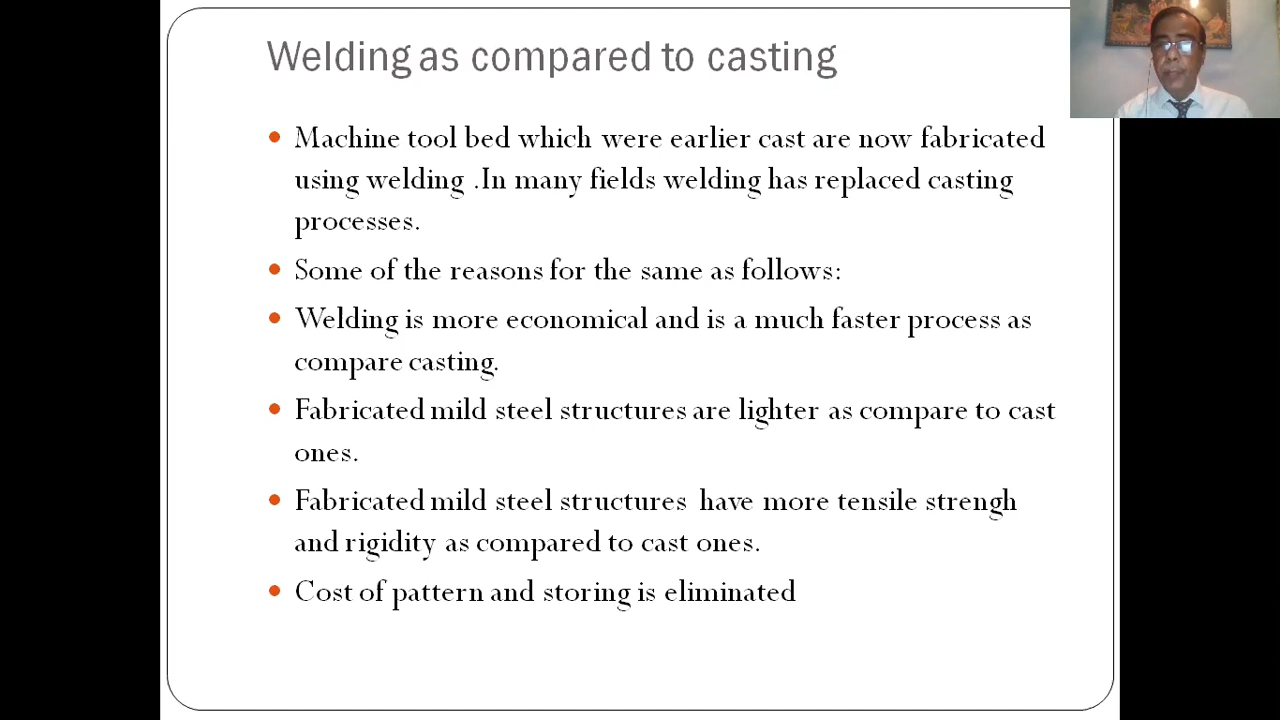 Welding as compared to casting
Machine tool bed which were earlier cast are now fabricated
using welding .In many fields welding has replaced casting
processes.
Some of the reasons for the same as follows:
Welding is more economical and is a much faster process as
compare casting.
Fabricated mild steel structures are lighter as compare to cast
ones.
Fabricated mild steel structures have more tensile strengh
and rigidity as compared to cast ones.
Cost of pattern and storing is eliminated